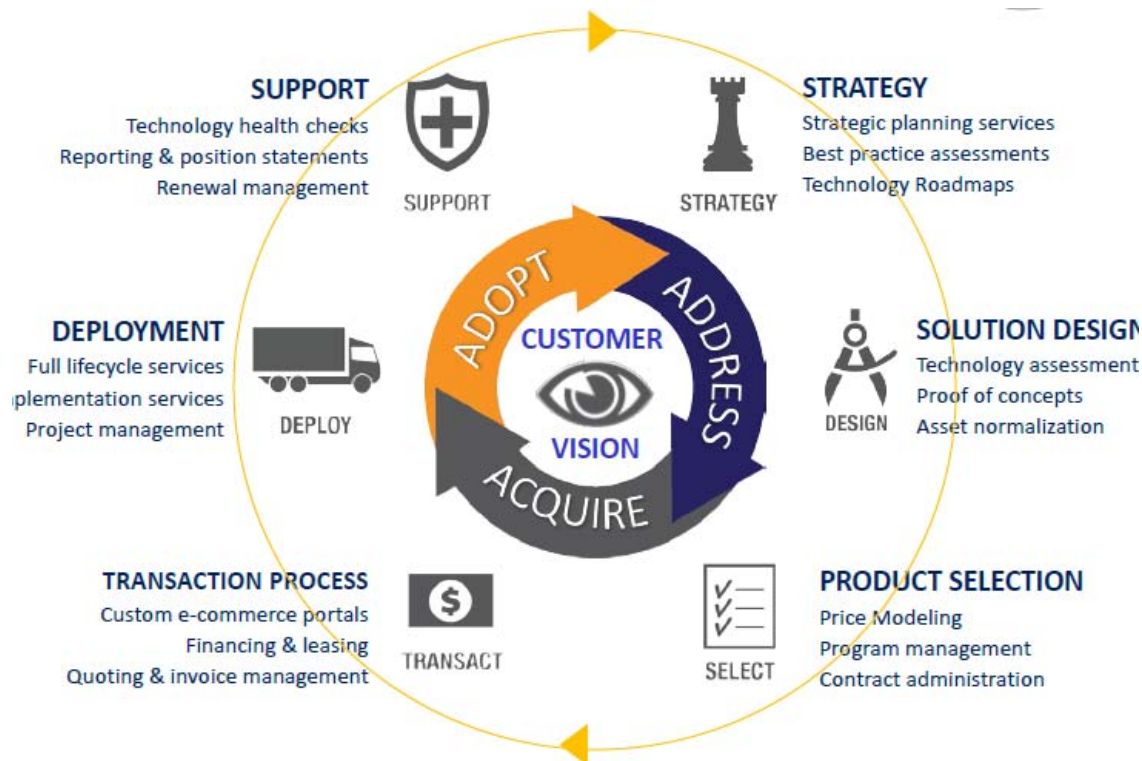 SUPPORT
Technology health checks
Reporting & position statements
Renewal management
SUPPORT
STRATEGY
Strategic planning services
Best practice assessments
Technology Roadmaps
STRATEGY
ADOPT
ADDRESS
ACQUIRE
CUSTOMER
VISION
DEPLOYMENT
Full lifecycle services
services
Project management
DEPLOY
SOLUTION DESIGN
Technology assessment
Proof of concepts
Asset normalization
DESIGN
TRANSACTION PROCESS
Custom e-commerce portals
Financing & leasing
Quoting & invoice management
TRANSACT
$
PRODUCT SELECTION
Price Modeling
Program management
Contract administration
SELECT